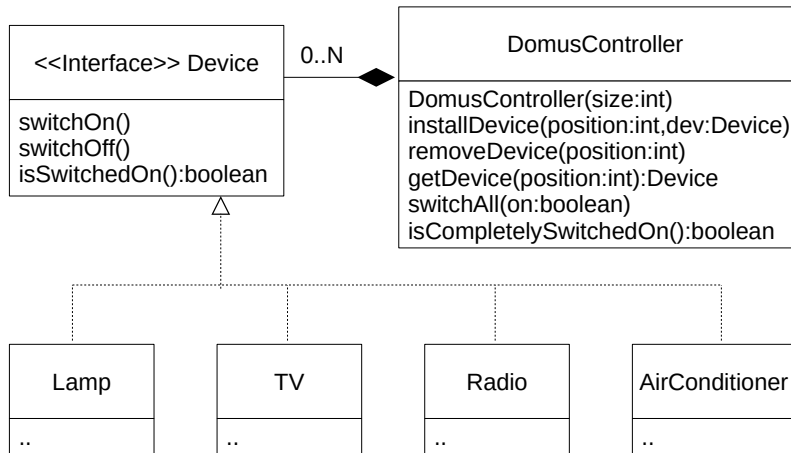 <<Interface>> Device
switchOn()
switchOff()
isSwitchedOn():boolean
0..N
DomusController
DomusController(size:int)
installDevice(position:int,dev:Device)
removeDevice(position:int)
getDevice(position:int):Device
switchAll(on:boolean)
isCompletelySwitchedOn():boolean
Lamp
..
TV
..
Radio
..
AirConditioner
..